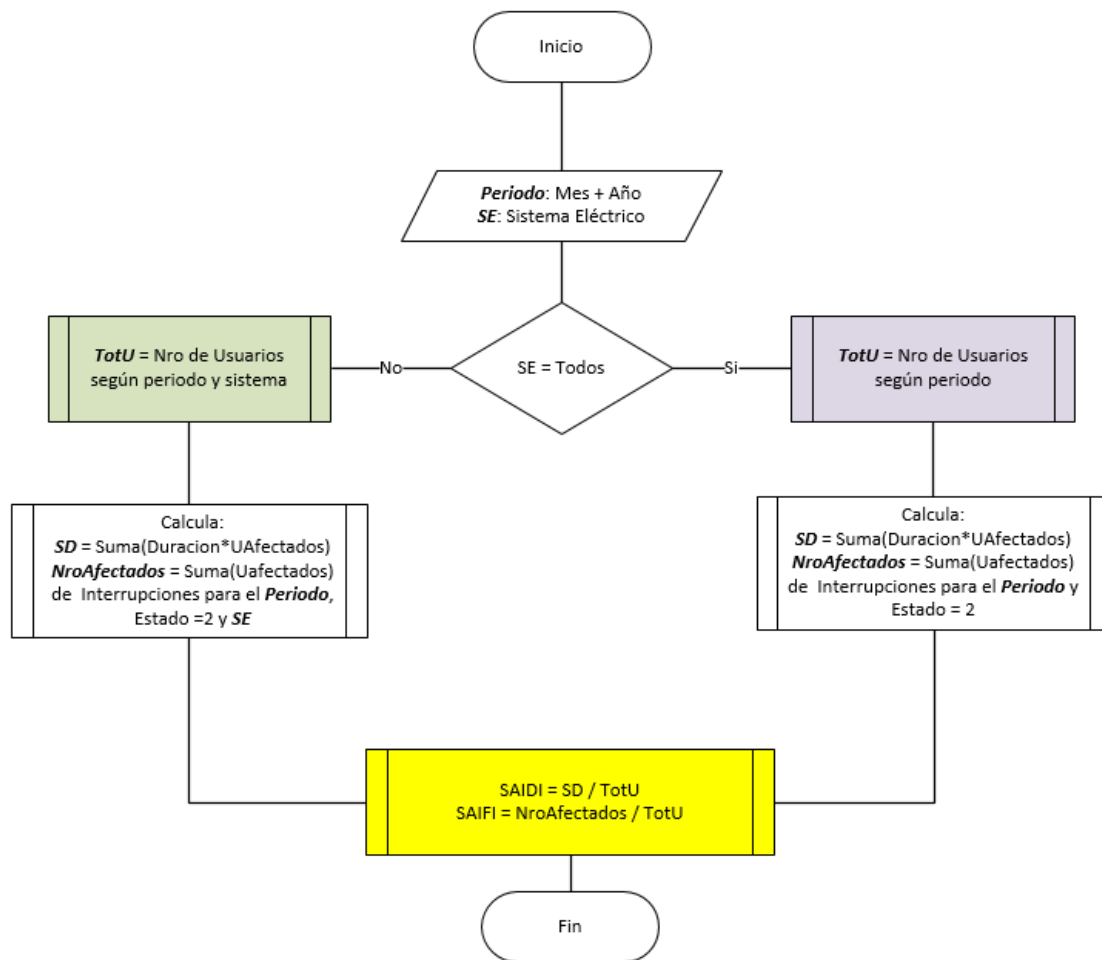 Inicio
Periodo: Mes + Año
SE: Sistema Eléctrico
TotU = Nro de Usuarios
según periodo y sistema
No
SE = Todos
Si
TotU = Nro de Usuarios
según periodo
Calcula:
SD = Suma(Duracion*UAfectados)
NroAfectados = Suma(Uafectados)
de Interrupciones para el Periodo,
Estado =2 y SE
Calcula:
SD = Suma(Duracion*UAfectados)
NroAfectados = Suma(Uafectados)
de Interrupciones para el Periodo y
Estado = 2
SAIDI = SD / TotU
SAIFI = NroAfectados / TotU
Fin